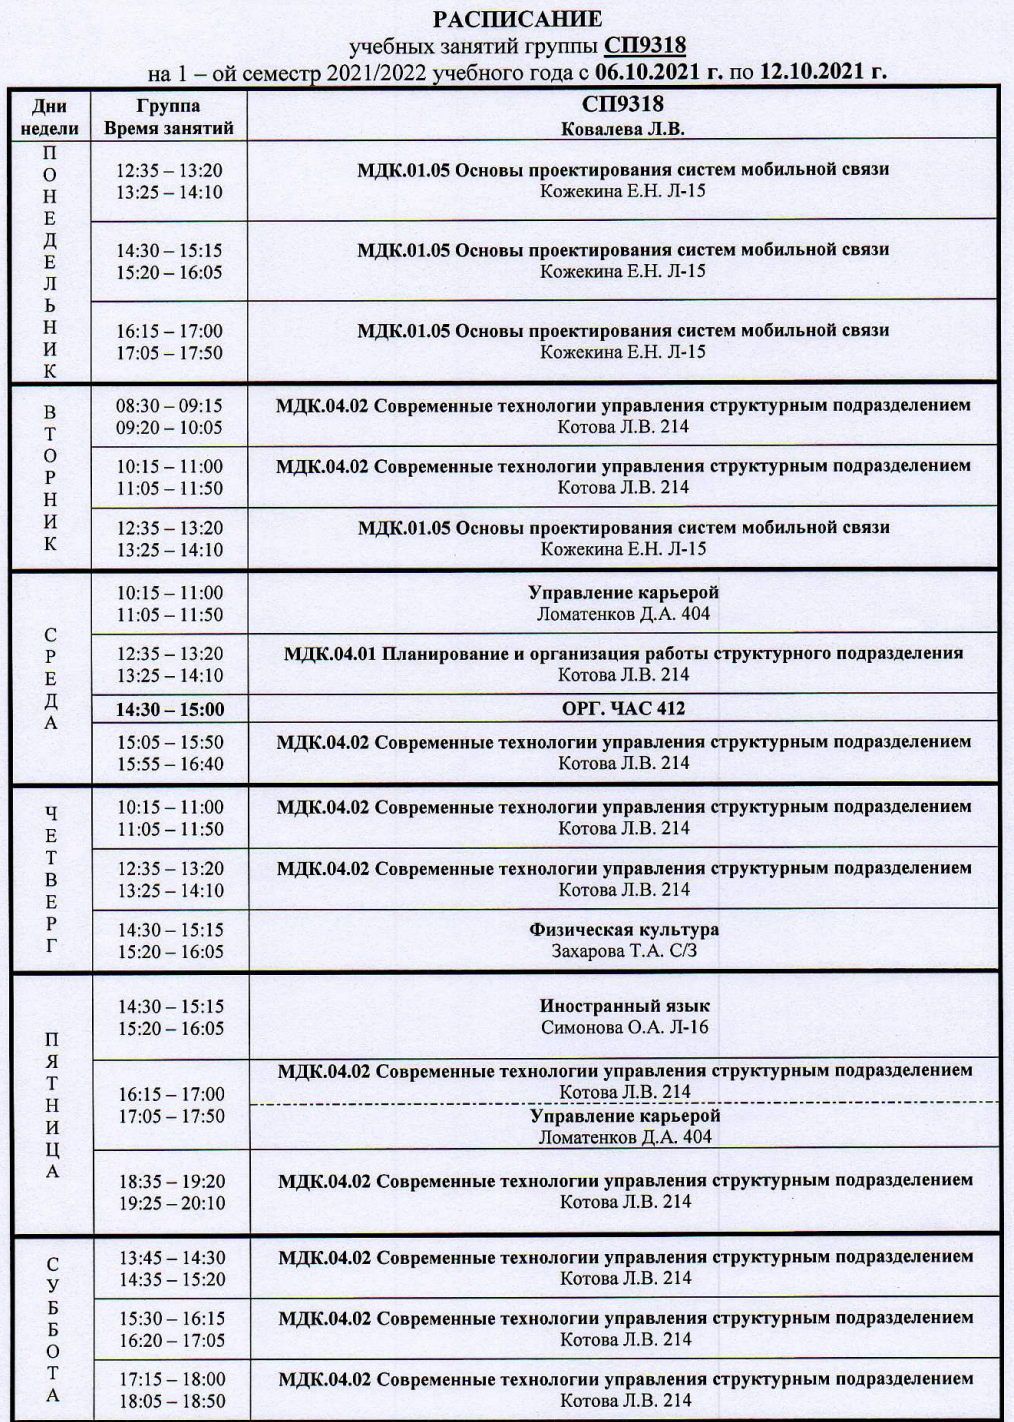 РАСПИСАНИЕ
учебных занятий группы СП9318
на 1 – ой семестр 2021/2022 учебного года с 06.10.2021 г. по 12.10.2021 г.
Дни недели
Группа
Время занятий
СП9318
Ковалева Л.В.
ПОНЕДЕЛЬНИК
12:35 – 13:20
13:25 – 14:10
МДК.01.05 Основы проектирования систем мобильной связи
Кожекина Е.Н. Л-15
14:30 – 15:15
15:20 – 16:05
МДК.01.05 Основы проектирования систем мобильной связи
Кожекина Е.Н. Л-15
16:15 – 17:00
17:05 – 17:50
МДК.01.05 Основы проектирования систем мобильной связи
Кожекина Е.Н. Л-15
ВТОРНИК
08:30 – 09:15
09:20 – 10:05
МДК.04.02 Современные технологии управления структурным подразделением
Котова Л.В. 214
10:15 – 11:00
11:05 – 11:50
МДК.04.02 Современные технологии управления структурным подразделением
Котова Л.В. 214
12:35 – 13:20
13:25 – 14:10
МДК.01.05 Основы проектирования систем мобильной связи
Кожекина Е.Н. Л-15
СРЕДА
10:15 – 11:00
11:05 – 11:50
Управление карьерой
Ломатенков Д.А. 404
12:35 – 13:20
13:25 – 14:10
МДК.04.01 Планирование и организация работы структурного подразделения
Котова Л.В. 214
14:30 – 15:00
ОРГ. ЧАС 412
15:05 – 15:50
15:55 – 16:40
МДК.04.02 Современные технологии управления структурным подразделением
Котова Л.В. 214
ЧЕТВЕРГ
10:15 – 11:00
11:05 – 11:50
МДК.04.02 Современные технологии управления структурным подразделением
Котова Л.В. 214
12:35 – 13:20
13:25 – 14:10
МДК.04.02 Современные технологии управления структурным подразделением
Котова Л.В. 214
14:30 – 15:15
15:20 – 16:05
Физическая культура
Захарова Т.А. С/З
ПЯТНИЦА
14:30 – 15:15
15:20 – 16:05
Иностранный язык
Симонова О.А. Л-16
16:15 – 17:00
17:05 – 17:50
МДК.04.02 Современные технологии управления структурным подразделением
Котова Л.В. 214
Управление карьерой
Ломатенков Д.А. 404
18:35 – 19:20
19:25 – 20:10
МДК.04.02 Современные технологии управления структурным подразделением
Котова Л.В. 214
СУББОТА
13:45 – 14:30
14:35 – 15:20
МДК.04.02 Современные технологии управления структурным подразделением
Котова Л.В. 214
15:30 – 16:15
16:20 – 17:05
МДК.04.02 Современные технологии управления структурным подразделением
Котова Л.В. 214
17:15 – 18:00
18:05 – 18:50
МДК.04.02 Современные технологии управления структурным подразделением
Котова Л.В. 214